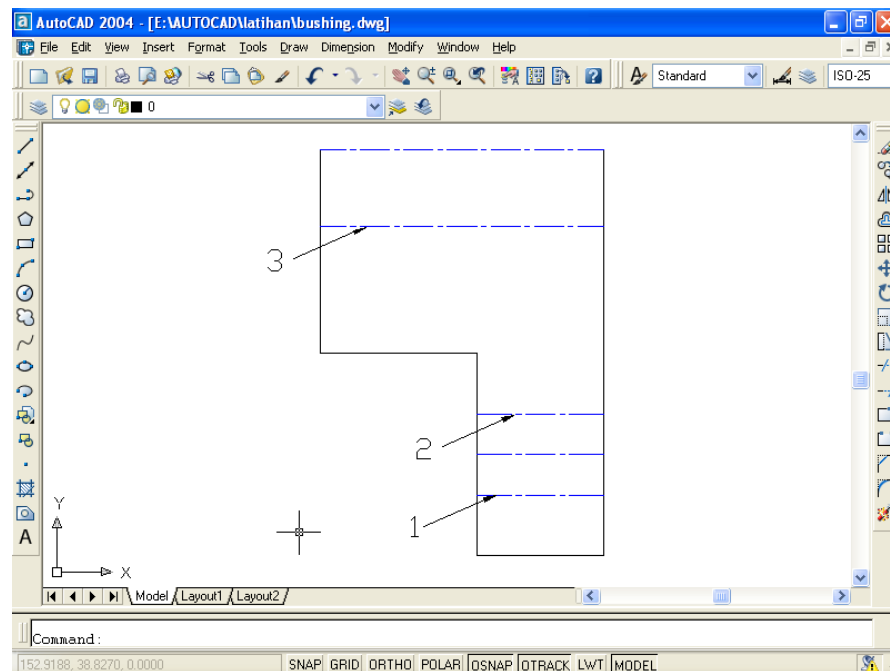 AutoCAD 2004 - [E:\AUTOCAD\latihan\bushing.dwg]
File Edit View Insert Format Tools Draw Dimension Modify Window Help
Standard ISO-25
0
3
2
1
Y
X
A
Model Layout1 Layout2
Command:
152.9188, 38.8270, 0.0000 SNAP GRID ORTHO POLAR OSNAP OTRACK LWT MODEL